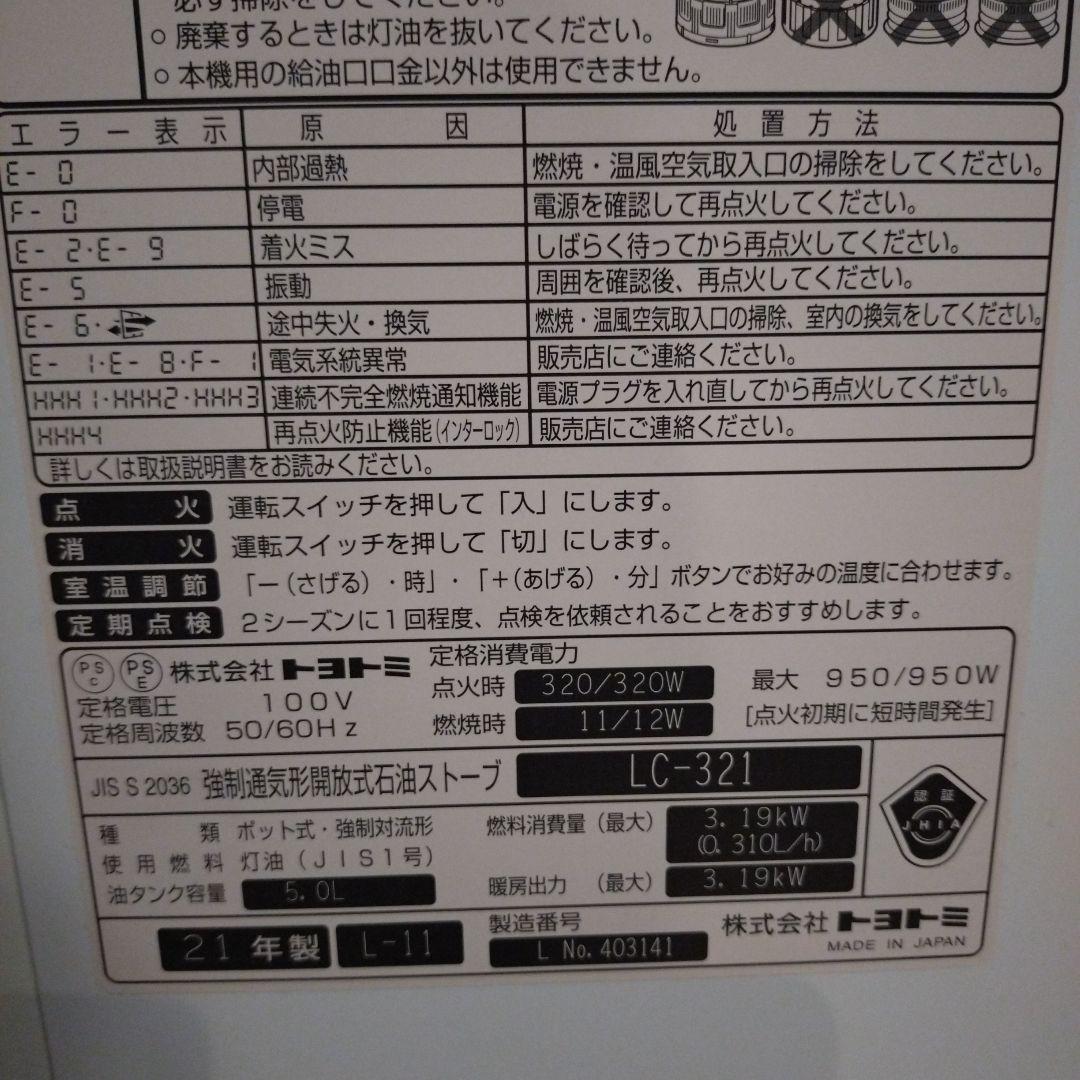 必ず掃除をしてください。
○ 廃棄するときは灯油を抜いてください。
○ 本機用の給油口口金以外は使用できません。
エラー表示 原因 処置方法
E- 0 内部過熱 燃焼・温風空気取入口の掃除をしてください。
F- 0 停電 電源を確認して再点火してください。
E- 2・E- 9 着火ミス しばらく待ってから再点火してください。
E- 5 振動 周囲を確認後、再点火してください。
E- 6・ 途中失火・換気 燃焼・温風空気取入口の掃除、室内の換気をしてください。
E- 1・E- 8・F- 1 電気系統異常 販売店にご連絡ください。
HHH1・HHH2・HHH3 連続不完全燃焼通知機能 電源プラグを入れ直してから再点火してください。
HHH4 再点火防止機能(インターロック) 販売店にご連絡ください。
詳しくは取扱説明書をお読みください。
点火 運転スイッチを押して「入」にします。
消火 運転スイッチを押して「切」にします。
室温調節 「－(さげる)・時」・「＋(あげる)・分」ボタンでお好みの温度に合わせます。
定期点検 2シーズンに1回程度、点検を依頼されることをおすすめします。
PS C PS E 株式会社トヨトミ 定格消費電力
定格電圧 100V 点火時 320/320W 最大 950/950W
定格周波数 50/60Hz 燃焼時 11/12W [点火初期に短時間発生]
JIS S 2036 強制通気形開放式石油ストーブ LC-321
認証 JHIA
種類 ポット式・強制対流形 燃料消費量(最大) 3.19kW
(0.310L/h)
使用燃料 灯油(JIS1号)
油タンク容量 5.0L 暖房出力 (最大) 3.19kW
21年製 L-11 製造番号 L No.403141 株式会社トヨトミ
MADE IN JAPAN